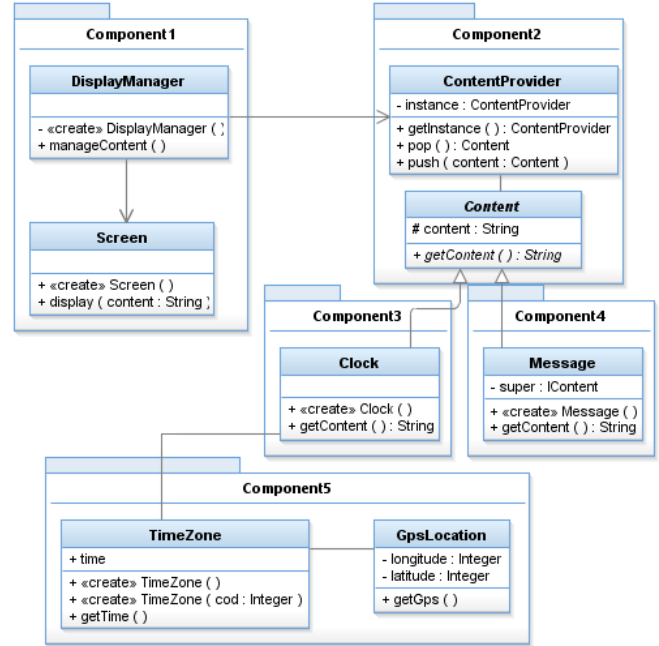 Component1
DisplayManager
- «create» DisplayManager ( )
+ manageContent ( )
Screen
+ «create» Screen ( )
+ display ( content : String )
Component2
ContentProvider
- instance : ContentProvider
+ getInstance ( ) : ContentProvider
+ pop ( ) : Content
+ push ( content : Content )
Content
# content : String
+ getContent ( ) : String
Component3
Clock
+ «create» Clock ( )
+ getContent ( ) : String
Component4
Message
- super : IContent
+ «create» Message ( )
+ getContent ( ) : String
Component5
TimeZone
+ time
+ «create» TimeZone ( )
+ «create» TimeZone ( cod : Integer )
+ getTime ( )
GpsLocation
- longitude : Integer
- latitude : Integer
+ getGps ( )